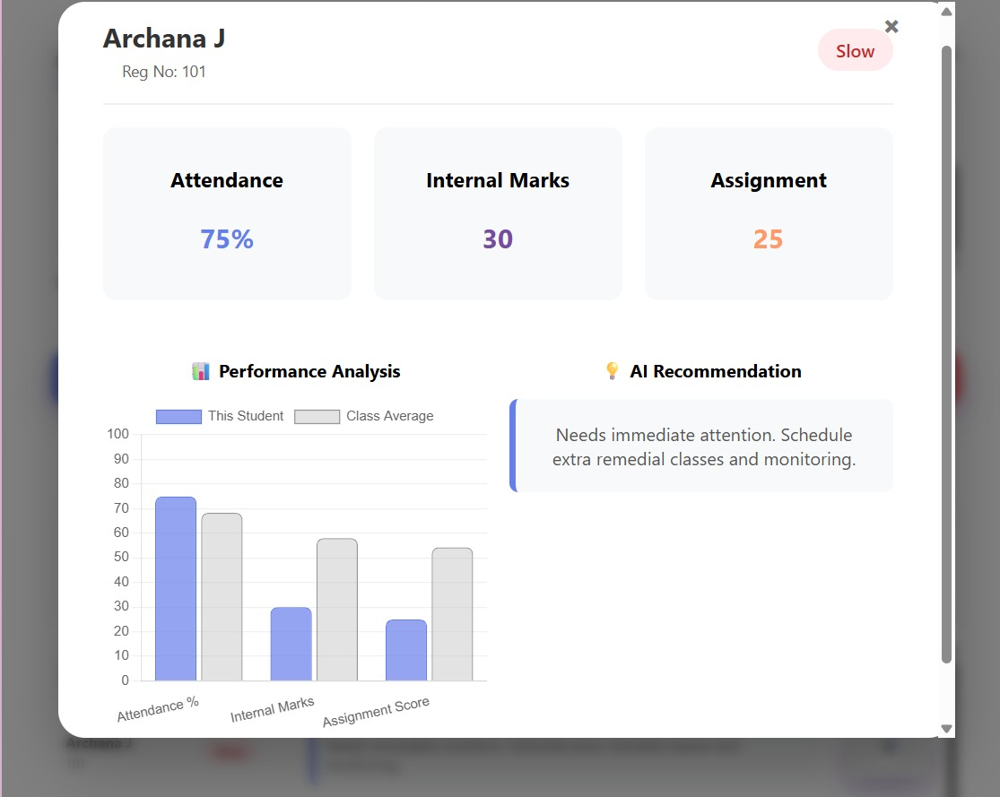 Archana J
✖
Slow
Reg No: 101
Attendance
Internal Marks
Assignment
75%
30
25
📊 Performance Analysis
💡 AI Recommendation
This Student
Class Average
Needs immediate attention. Schedule
extra remedial classes and monitoring.
100
90
80
70
60
50
40
30
20
10
0
Attendance %
Internal Marks
Assignment Score
Archana J
101